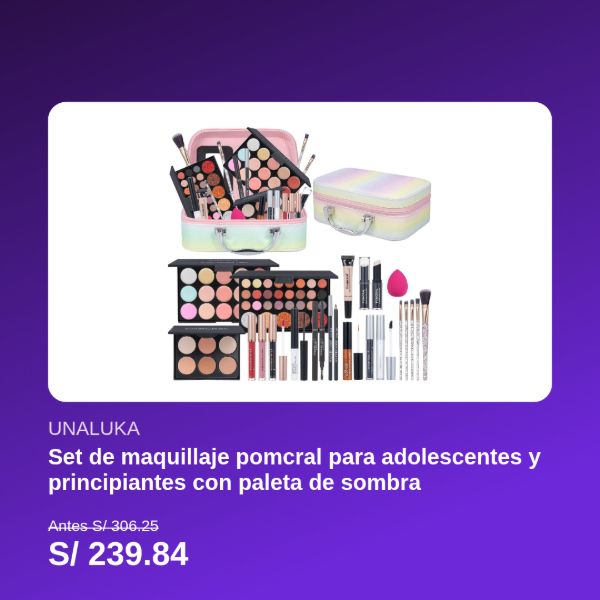 UNALUKA
Set de maquillaje pomcral para adolescentes y
principiantes con paleta de sombra
Antes S/ 306.25
S/ 239.84